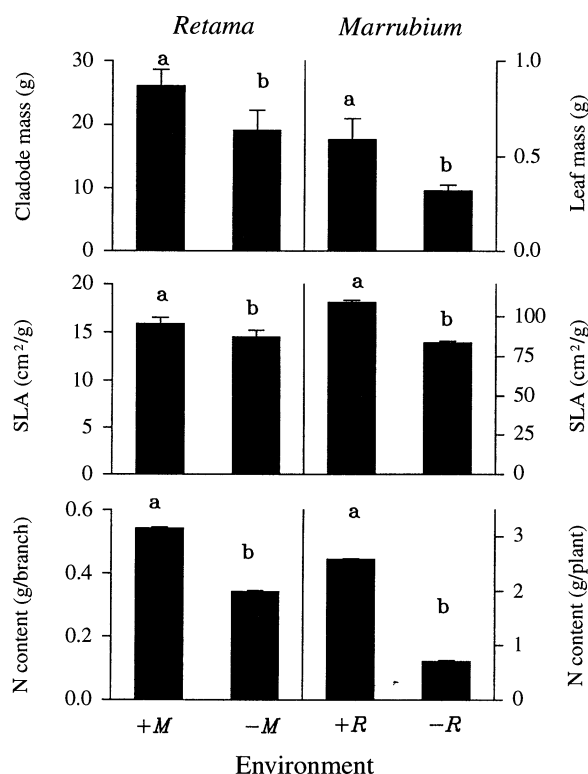 Retama Marrubium
Cladode mass (g)
30
20
10
0
a
b
a
b
1.0
0.5
0.0
Leaf mass (g)
SLA (cm²/g)
20
15
10
5
0
a
b
a
b
100
75
50
25
0
SLA (cm²/g)
N content (g/branch)
0.6
0.4
0.2
0.0
a
b
a
b
3
2
1
0
N content (g/plant)
+M −M +R −R
Environment